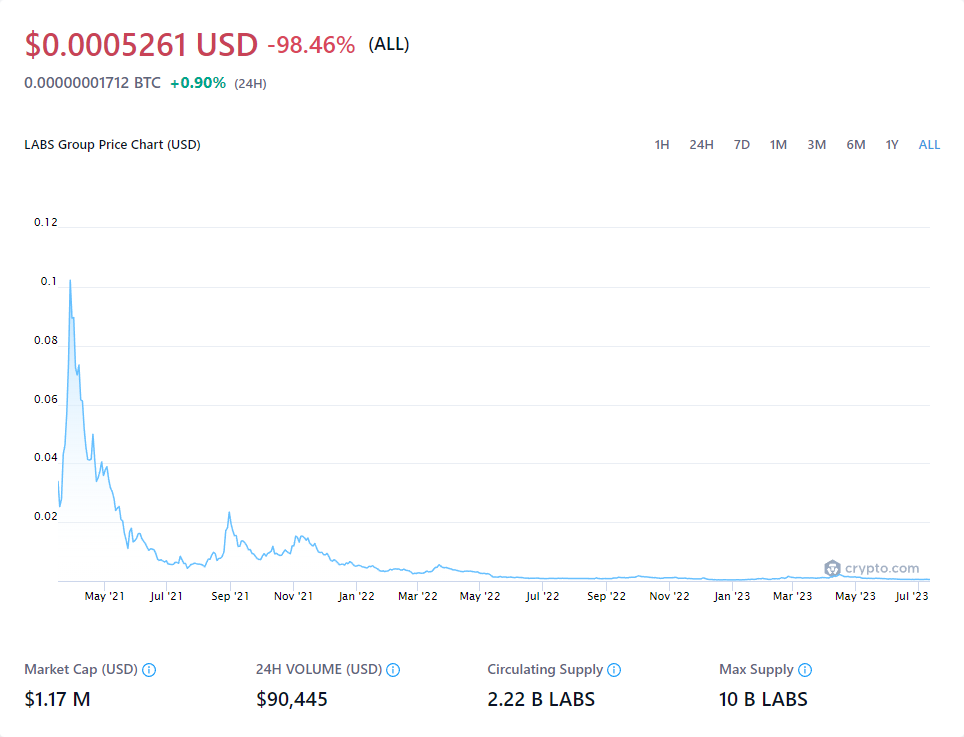 $0.0005261 USD -98.46% (ALL)
0.00000001712 BTC +0.90% (24H)
LABS Group Price Chart (USD) 1H 24H 7D 1M 3M 6M 1Y ALL
0.12
0.1
0.08
0.06
0.04
0.02
crypto.com
May '21 Jul '21 Sep '21 Nov '21 Jan '22 Mar '22 May '22 Jul '22 Sep '22 Nov '22 Jan '23 Mar '23 May '23 Jul '23
Market Cap (USD) 24H VOLUME (USD) Circulating Supply Max Supply
$1.17 M $90,445 2.22 B LABS 10 B LABS